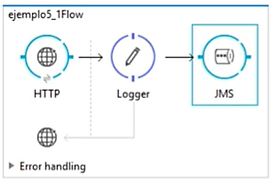 ejemplo5_1Flow
HTTP
Logger
JMS
Error handling